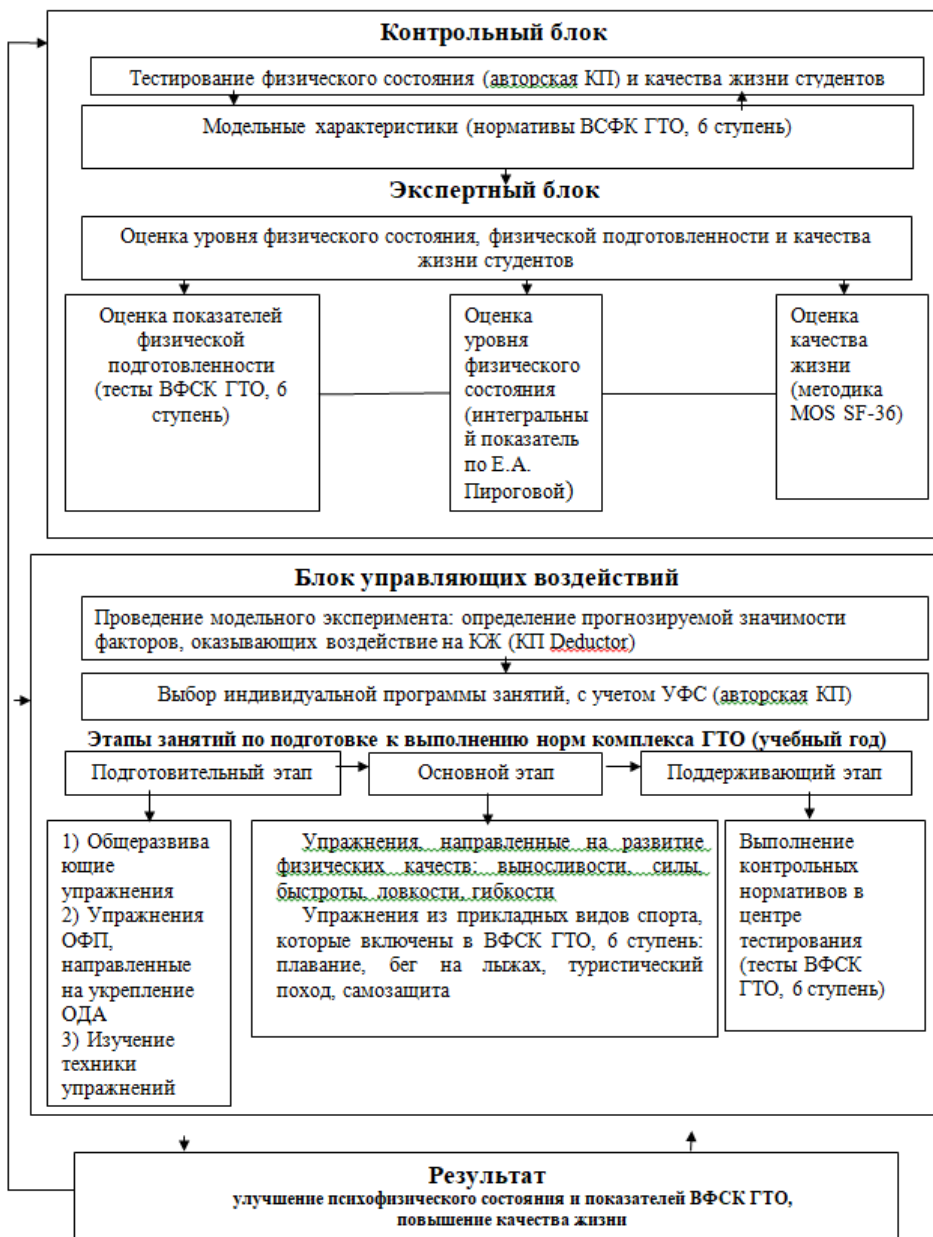 Контрольный блок
Тестирование физического состояния (авторская КП) и качества жизни студентов
Модельные характеристики (нормативы ВСФК ГТО, 6 ступень)
Экспертный блок
Оценка уровня физического состояния, физической подготовленности и качества
жизни студентов
Оценка показателей
физической
подготовленности
(тесты ВФСК ГТО, 6
ступень)
Оценка
уровня
физического
состояния
(интегральны
й показатель
по Е.А.
Пироговой)
Оценка
качества
жизни
(методика
MOS SF-36)
Блок управляющих воздействий
Проведение модельного эксперимента: определение прогнозируемой значимости
факторов, оказывающих воздействие на КЖ (КП Deductor)
Выбор индивидуальной программы занятий, с учетом УФС (авторская КП)
Этапы занятий по подготовке к выполнению норм комплекса ГТО (учебный год)
Подготовительный этап
Основной этап
Поддерживающий этап
1) Общеразвива
ющие
упражнения
2) Упражнения
ОФП,
направленные
на укрепление
ОДА
3) Изучение
техники
упражнений
Упражнения, направленные на развитие
физических качеств: выносливости, силы,
быстроты, ловкости, гибкости
Упражнения из прикладных видов спорта,
которые включены в ВФСК ГТО, 6 ступень:
плавание, бег на лыжах, туристический
поход, самозащита
Выполнение
контрольных
нормативов в
центре
тестирования
(тесты ВФСК
ГТО, 6 ступень)
Результат
улучшение психофизического состояния и показателей ВФСК ГТО,
повышение качества жизни